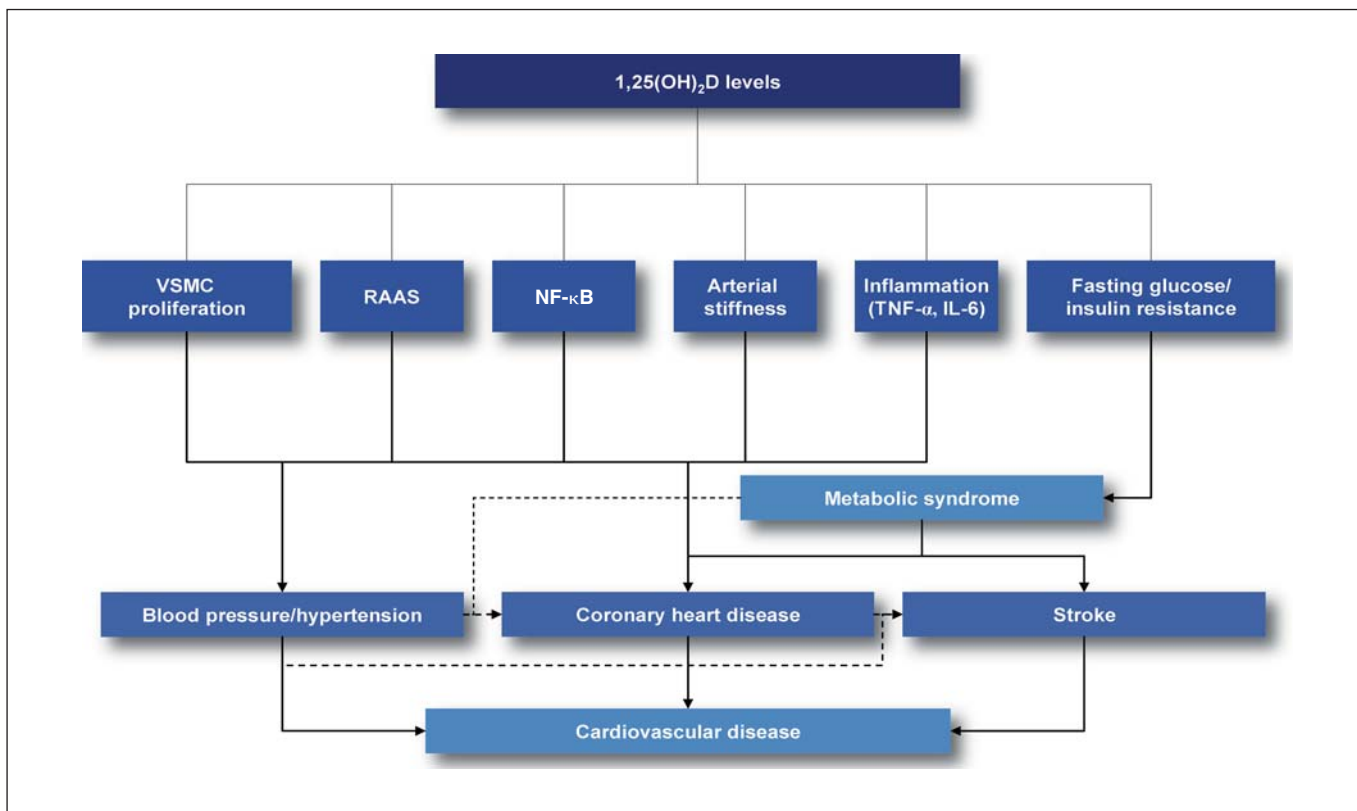 1,25(OH)₂D levels
VSMC
proliferation
RAAS
NF-κB
Arterial
stiffness
Inflammation
(TNF-α, IL-6)
Fasting glucose/
insulin resistance
Metabolic syndrome
Blood pressure/hypertension
Coronary heart disease
Stroke
Cardiovascular disease